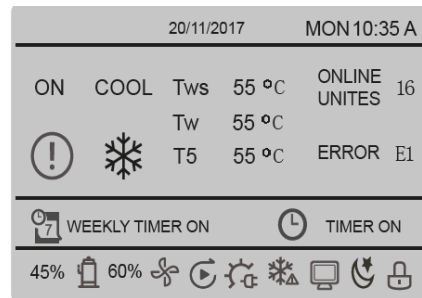 20/11/2017 MON 10:35 A
ON COOL Tws 55 °C ONLINE UNITES 16
Tw 55 °C
T5 55 °C ERROR E1
7 WEEKLY TIMER ON TIMER ON
45% 60%